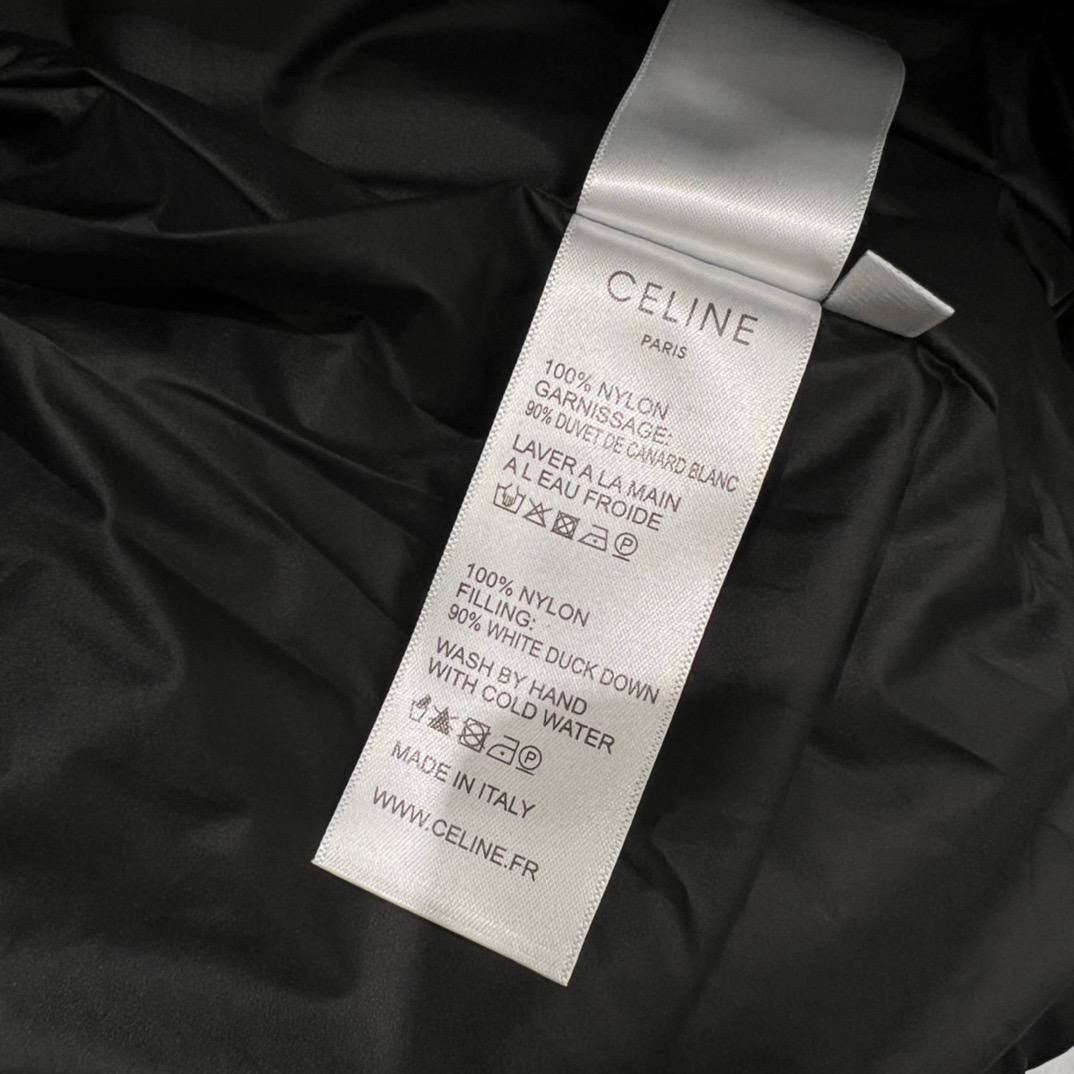 CELINE
PARIS
100% NYLON
GARNISSAGE:
90% DUVET DE CANARD BLANC
LAVER A LA MAIN
A L EAU FROIDE
P
100% NYLON
FILLING:
90% WHITE DUCK DOWN
WASH BY HAND
WITH COLD WATER
P
MADE IN ITALY
WWW.CELINE.FR